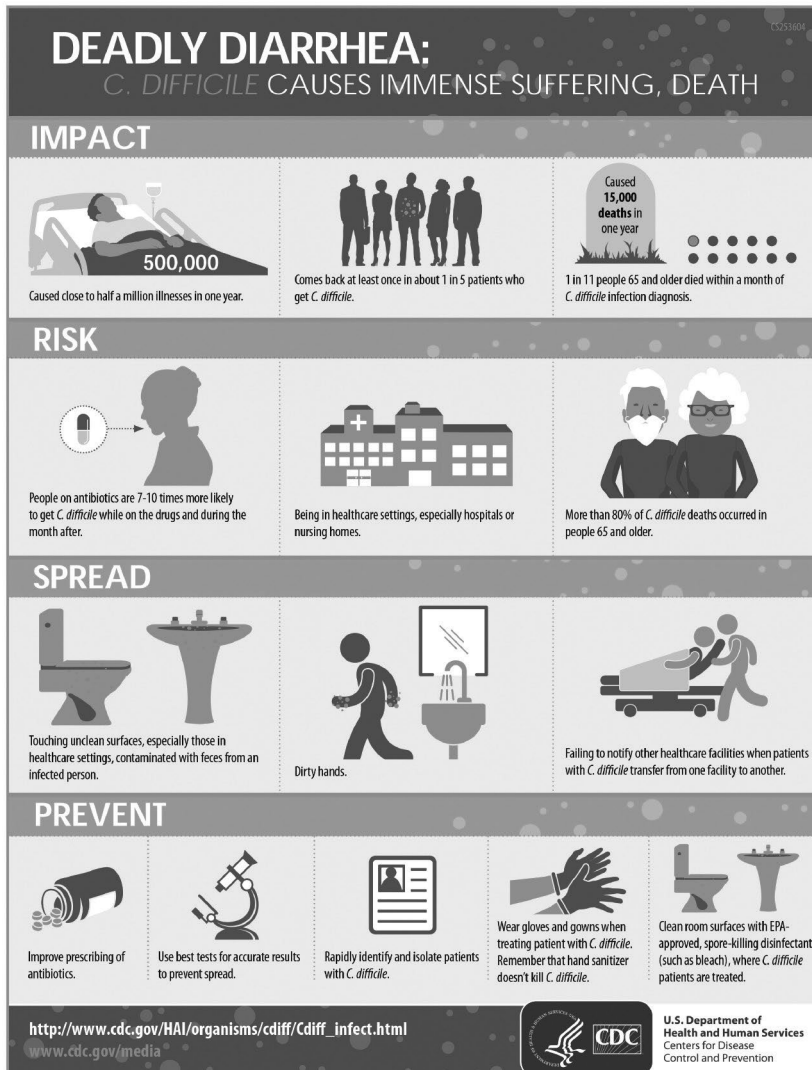 CS253604
DEADLY DIARRHEA:
C. DIFFICILE CAUSES IMMENSE SUFFERING, DEATH
IMPACT
500,000
Caused close to half a million illnesses in one year.
Comes back at least once in about 1 in 5 patients who
get C. difficile.
Caused
15,000
deaths in
one year
1 in 11 people 65 and older died within a month of
C. difficile infection diagnosis.
RISK
People on antibiotics are 7-10 times more likely
to get C. difficile while on the drugs and during the
month after.
Being in healthcare settings, especially hospitals or
nursing homes.
More than 80% of C. difficile deaths occurred in
people 65 and older.
SPREAD
Touching unclean surfaces, especially those in
healthcare settings, contaminated with feces from an
infected person.
Dirty hands.
Failing to notify other healthcare facilities when patients
with C. difficile transfer from one facility to another.
PREVENT
Improve prescribing of
antibiotics.
Use best tests for accurate results
to prevent spread.
Rapidly identify and isolate patients
with C. difficile.
Wear gloves and gowns when
treating patient with C. difficile.
Remember that hand sanitizer
doesn't kill C. difficile.
Clean room surfaces with EPA-
approved, spore-killing disinfectant
(such as bleach), where C. difficile
patients are treated.
http://www.cdc.gov/HAI/organisms/cdiff/Cdiff_infect.html
www.cdc.gov/media
CDC
U.S. Department of
Health and Human Services
Centers for Disease
Control and Prevention